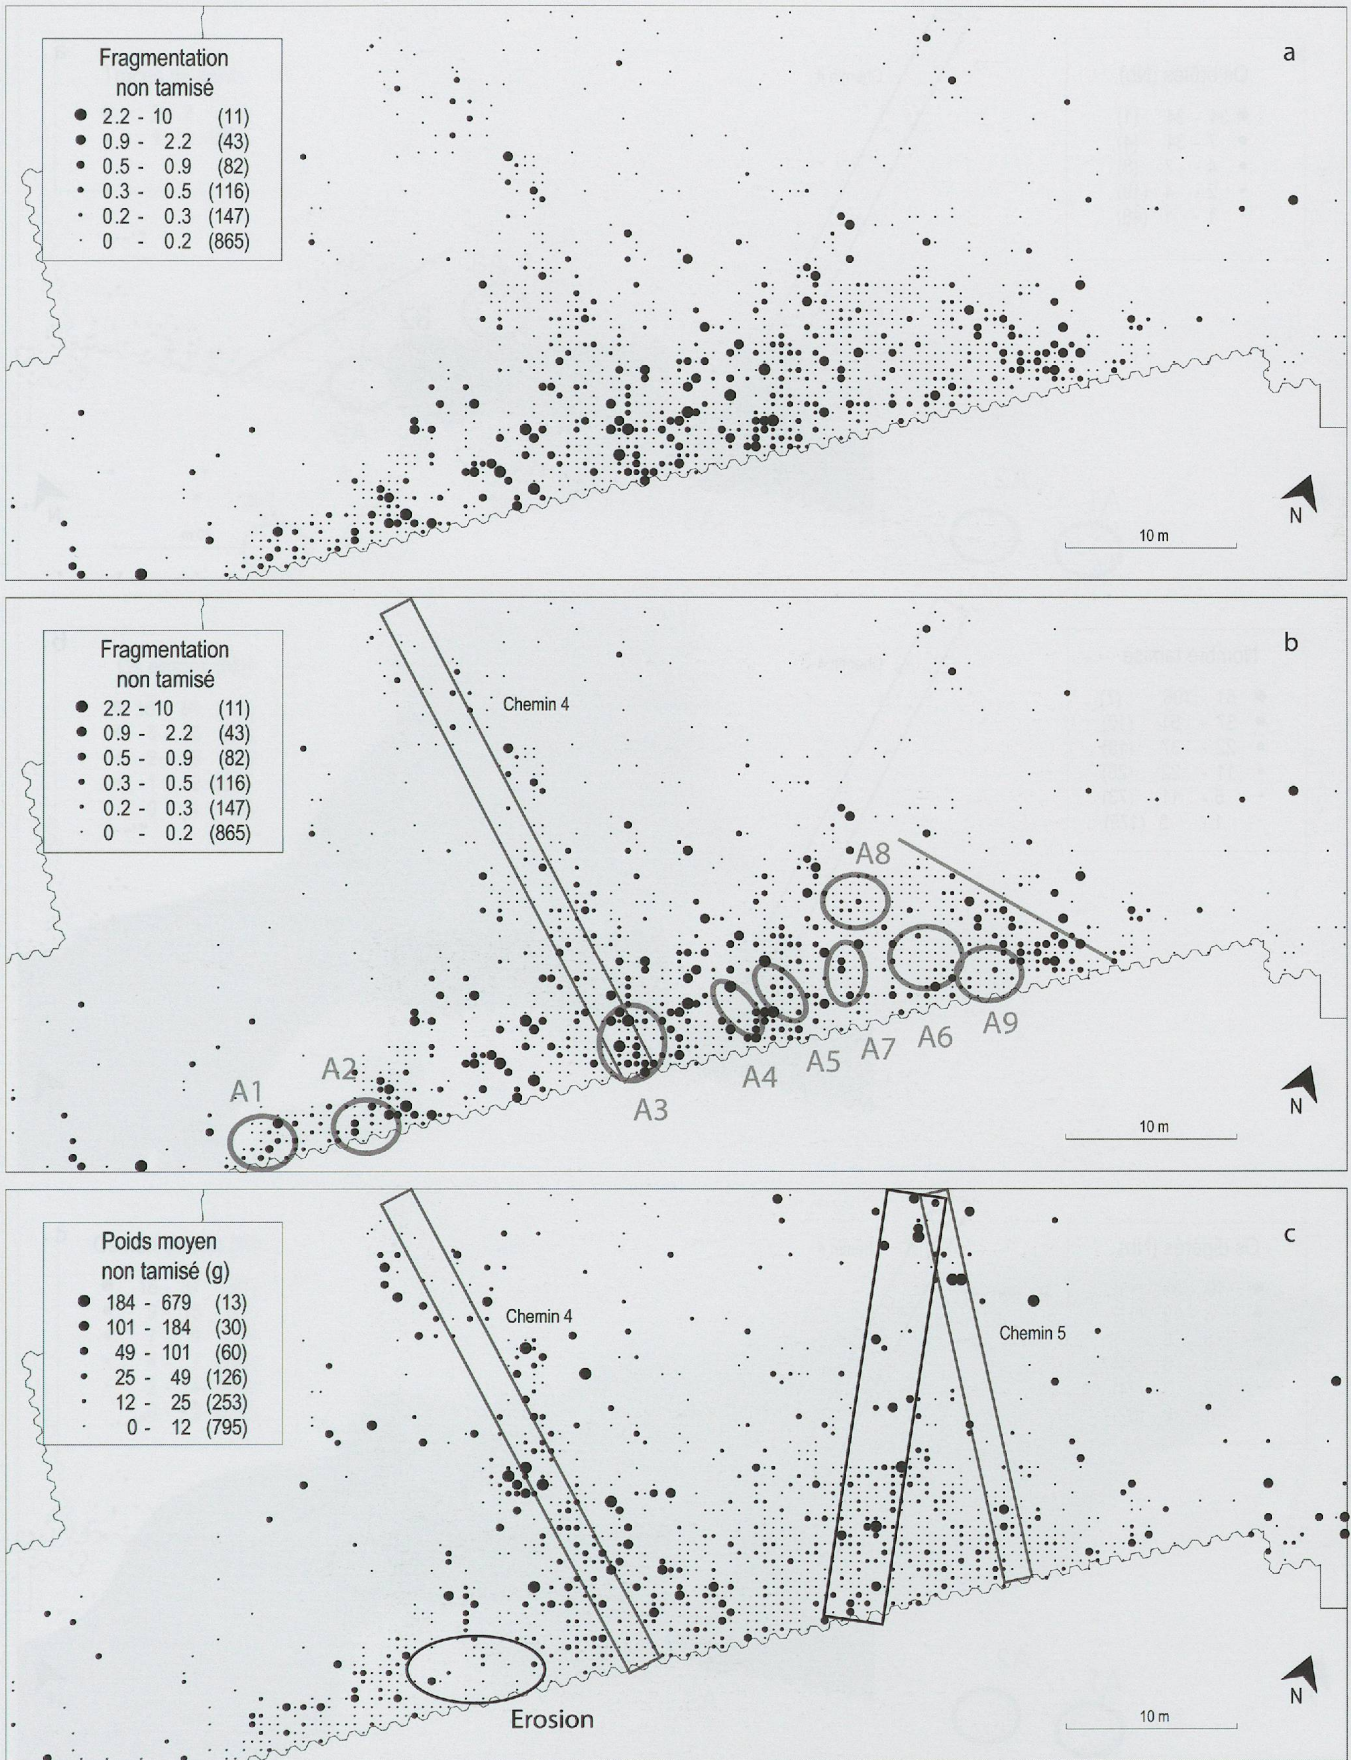 a
Fragmentation
non tamisé
2.2 - 10 (11)
0.9 - 2.2 (43)
0.5 - 0.9 (82)
0.3 - 0.5 (116)
0.2 - 0.3 (147)
0 - 0.2 (865)
N
10 m
b
Fragmentation
non tamisé
2.2 - 10 (11)
0.9 - 2.2 (43)
0.5 - 0.9 (82)
0.3 - 0.5 (116)
0.2 - 0.3 (147)
0 - 0.2 (865)
Chemin 4
A8
A1
A2
A3
A4
A5
A7
A6
A9
N
10 m
c
Poids moyen
non tamisé (g)
184 - 679 (13)
101 - 184 (30)
49 - 101 (60)
25 - 49 (126)
12 - 25 (253)
0 - 12 (795)
Chemin 4
Chemin 5
Erosion
N
10 m